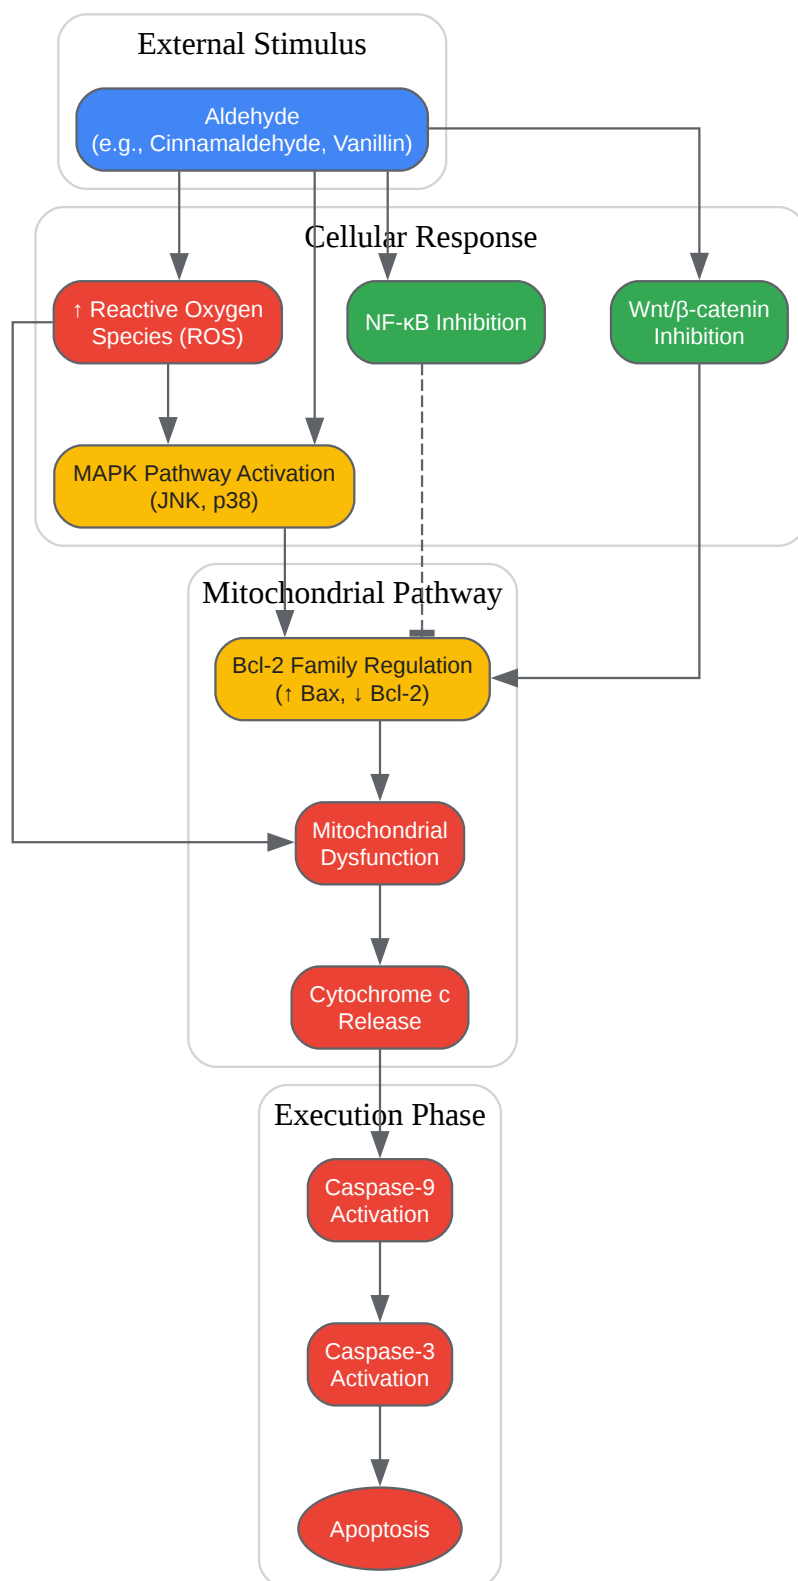 External Stimulus
Aldehyde
(e.g., Cinnamaldehyde, Vanillin)
Cellular Response
↑ Reactive Oxygen
Species (ROS)
NF-κB Inhibition
Wnt/β-catenin
Inhibition
MAPK Pathway Activation
(JNK, p38)
Mitochondrial Pathway
Bcl-2 Family Regulation
(↑ Bax, ↓ Bcl-2)
Mitochondrial
Dysfunction
Cytochrome c
Release
Execution Phase
Caspase-9
Activation
Caspase-3
Activation
Apoptosis